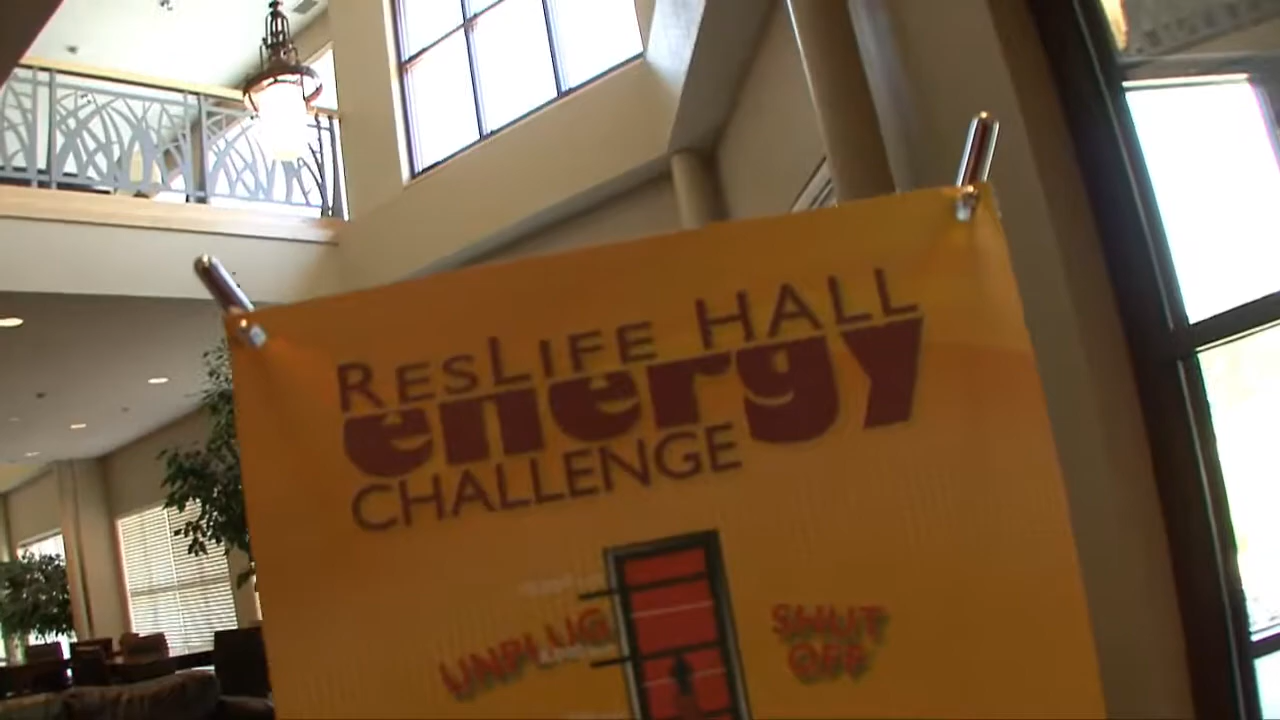 RESLIFE HALL
energy
CHALLENGE
UNPLUG
SHUT
OFF